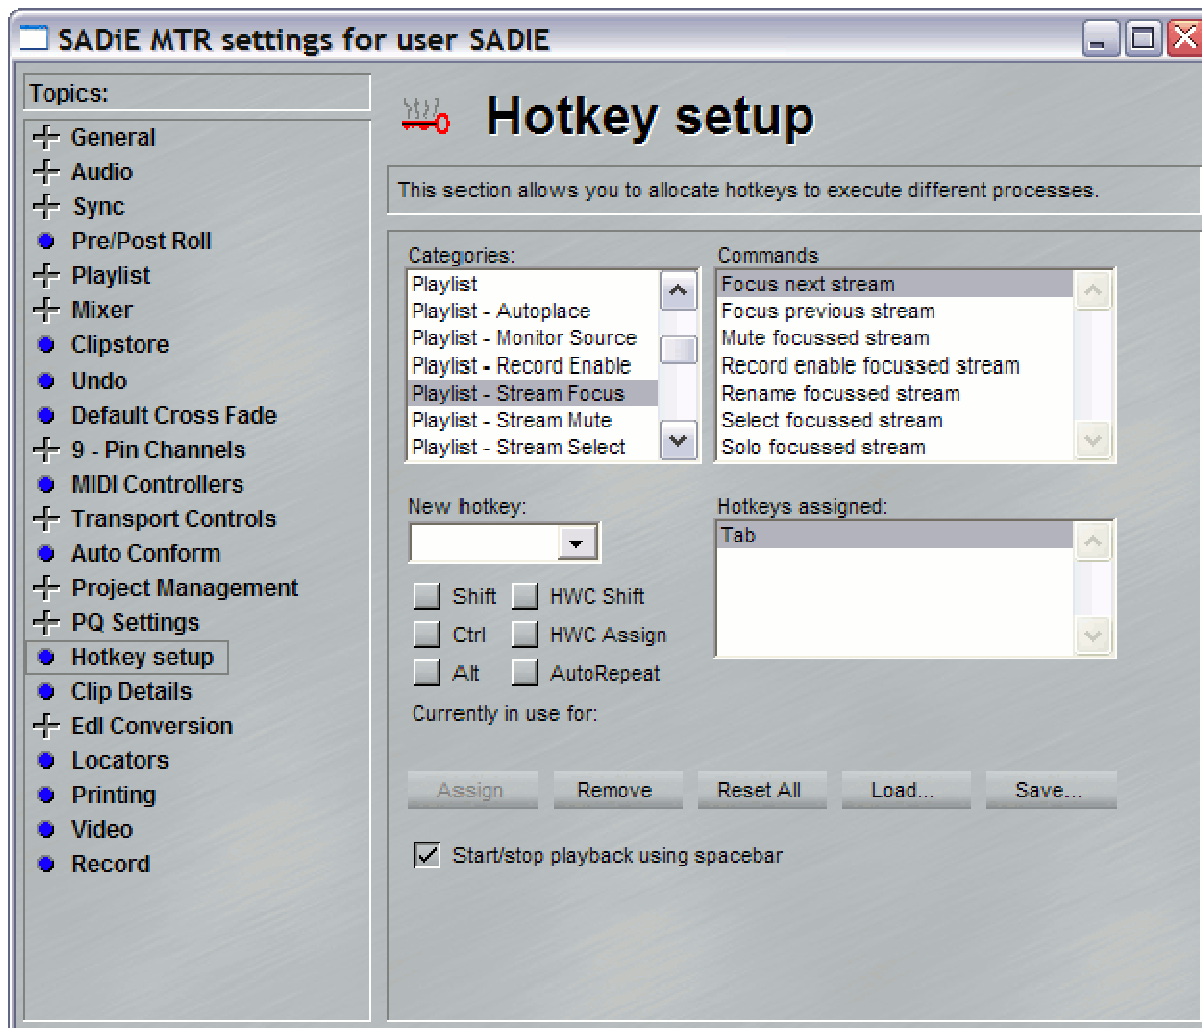 SADiE MTR settings for user SADIE
Topics:
General
Audio
Sync
Pre/Post Roll
Playlist
Mixer
Clipstore
Undo
Default Cross Fade
9 - Pin Channels
MIDI Controllers
Transport Controls
Auto Conform
Project Management
PQ Settings
Hotkey setup
Clip Details
Edl Conversion
Locators
Printing
Video
Record
Hotkey setup
This section allows you to allocate hotkeys to execute different processes.
Categories:
Playlist
Playlist - Autoplace
Playlist - Monitor Source
Playlist - Record Enable
Playlist - Stream Focus
Playlist - Stream Mute
Playlist - Stream Select
Commands
Focus next stream
Focus previous stream
Mute focussed stream
Record enable focussed stream
Rename focussed stream
Select focussed stream
Solo focussed stream
New hotkey:
Hotkeys assigned:
Tab
Shift HWC Shift
Ctrl HWC Assign
Alt AutoRepeat
Currently in use for:
Assign Remove Reset All Load... Save...
Start/stop playback using spacebar